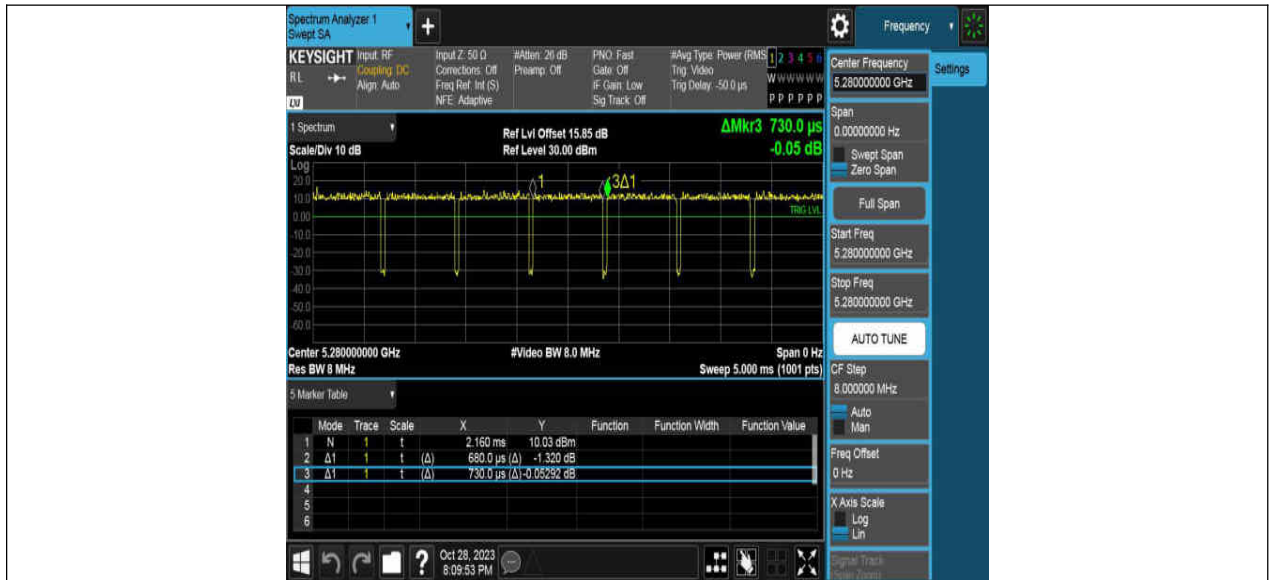 Spectrum Analyzer 1
Swept SA
+
Frequency
KEYSIGHT
RL
LXI
Input: RF
Coupling: DC
Align: Auto
Input Z: 50 Ω
Corrections: Off
Freq Ref: Int (S)
NFE: Adaptive
#Atten: 26 dB
Preamp: Off
PNO: Fast
Gate: Off
IF Gain: Low
Sig Track: Off
#Avg Type: Power (RMS
Trig: Video
Trig Delay: -50.0 µs
1 2 3 4 5 6
W W W W W W
P P P P P P
Center Frequency
5.280000000 GHz
Settings
1 Spectrum
Scale/Div 10 dB
Log
Ref Lvl Offset 15.85 dB
Ref Level 30.00 dBm
ΔMkr3 730.0 µs
-0.05 dB
20.0
10.0
0.00
-10.0
-20.0
-30.0
-40.0
-50.0
-60.0
1
3Δ1
TRIG LVL
Center 5.280000000 GHz
Res BW 8 MHz
#Video BW 8.0 MHz
Span 0 Hz
Sweep 5.000 ms (1001 pts)
Span
0.00000000 Hz
Swept Span
Zero Span
Full Span
Start Freq
5.280000000 GHz
Stop Freq
5.280000000 GHz
AUTO TUNE
CF Step
8.000000 MHz
Auto
Man
Freq Offset
0 Hz
X Axis Scale
Log
Lin
Signal Track
(Span Zoom)
5 Marker Table
Mode Trace Scale X Y Function Function Width Function Value
1 N 1 t 2.160 ms 10.03 dBm
2 Δ1 1 t (Δ) 680.0 µs (Δ) -1.320 dB
3 Δ1 1 t (Δ) 730.0 µs (Δ) -0.05292 dB
4
5
6
?
Oct 28, 2023
8:09:53 PM